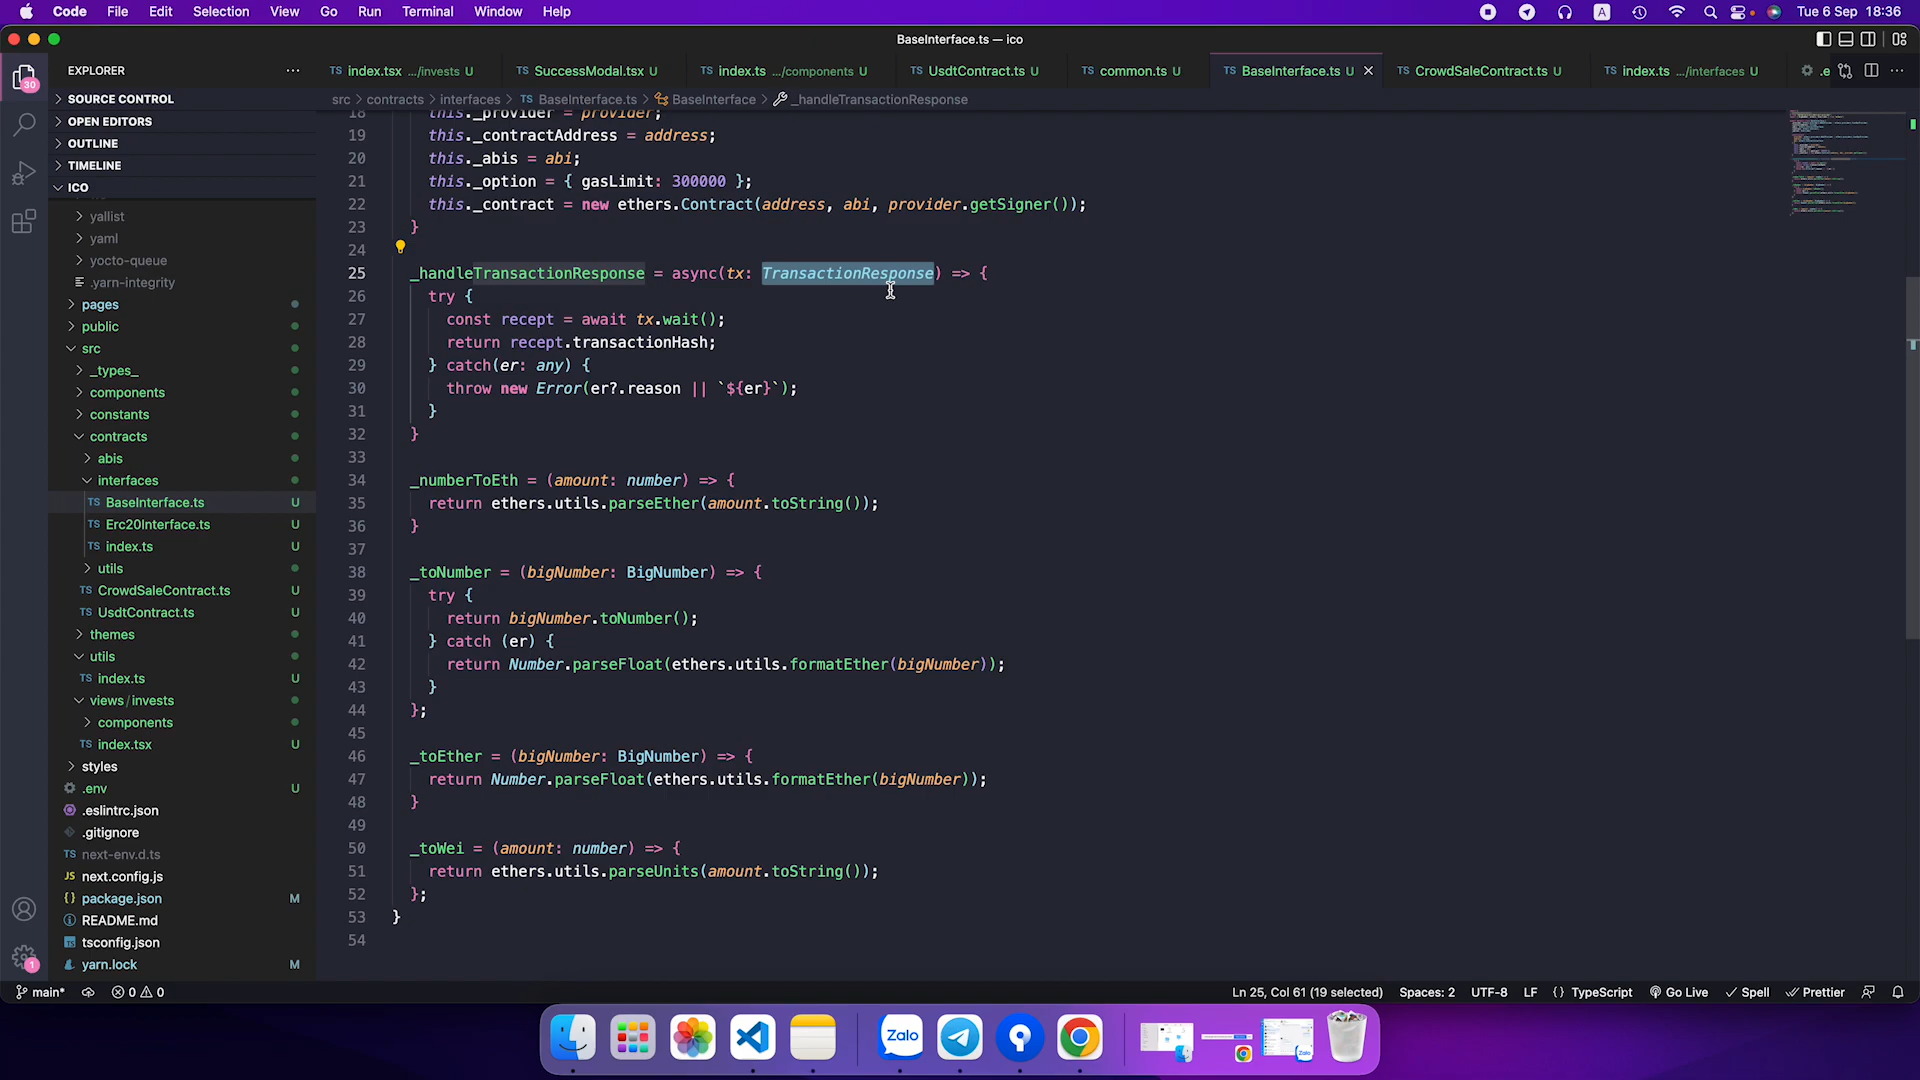 Code File Edit Selection View Go Run Terminal Window Help
A
Tue 6 Sep 18:36
BaseInterface.ts — ico
EXPLORER
index.tsx .../invests U
SuccessModal.tsx U
index.ts .../components U
UsdtContract.ts U
common.ts U
BaseInterface.ts U
CrowdSaleContract.ts U
index.ts .../interfaces U
.e
src > contracts > interfaces > TS BaseInterface.ts > BaseInterface > _handleTransactionResponse
30
SOURCE CONTROL
OPEN EDITORS
OUTLINE
TIMELINE
ICO
yallist
yaml
yocto-queue
.yarn-integrity
pages
public
src
_types_
components
constants
contracts
abis
interfaces
TS BaseInterface.ts U
TS Erc20Interface.ts U
TS index.ts U
utils
TS CrowdSaleContract.ts U
TS UsdtContract.ts U
themes
utils
TS index.ts U
views/invests
components
TS index.tsx U
styles
.env U
.eslintrc.json
.gitignore
TS next-env.d.ts
JS next.config.js
{} package.json M
README.md
tsconfig.json
yarn.lock M
1
18 this._provider = provider;
19 this._contractAddress = address;
20 this._abis = abi;
21 this._option = { gasLimit: 300000 };
22 this._contract = new ethers.Contract(address, abi, provider.getSigner());
23 }
24
25 _handleTransactionResponse = async(tx: TransactionResponse) => {
26 try {
27 const recept = await tx.wait();
28 return recept.transactionHash;
29 } catch(er: any) {
30 throw new Error(er?.reason || `${er}`);
31 }
32 }
33
34 _numberToEth = (amount: number) => {
35 return ethers.utils.parseEther(amount.toString());
36 }
37
38 _toNumber = (bigNumber: BigNumber) => {
39 try {
40 return bigNumber.toNumber();
41 } catch (er) {
42 return Number.parseFloat(ethers.utils.formatEther(bigNumber));
43 }
44 };
45
46 _toEther = (bigNumber: BigNumber) => {
47 return Number.parseFloat(ethers.utils.formatEther(bigNumber));
48 }
49
50 _toWei = (amount: number) => {
51 return ethers.utils.parseUnits(amount.toString());
52 };
53 }
54
main* 0 0
Ln 25, Col 61 (19 selected) Spaces: 2 UTF-8 LF {} TypeScript Go Live Spell Prettier
Zalo